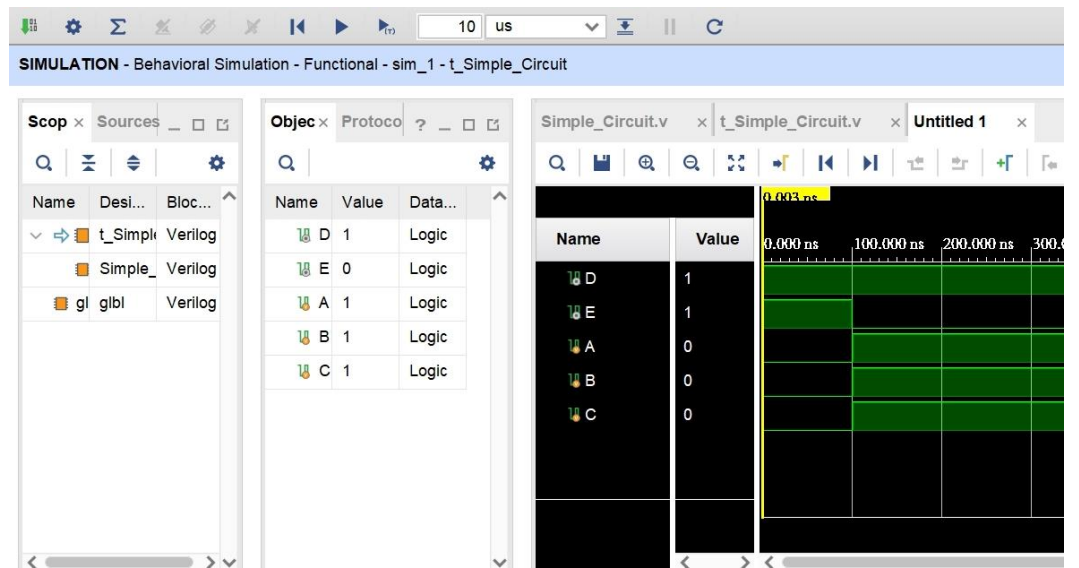 10 us
SIMULATION - Behavioral Simulation - Functional - sim_1 - t_Simple_Circuit
Scop × Sources
Objec × Protoco ?
Simple_Circuit.v × t_Simple_Circuit.v × Untitled 1 ×
Name Desi... Bloc...
t_Simple Verilog
Simple_ Verilog
gl glbl Verilog
Name Value Data...
D 1 Logic
E 0 Logic
A 1 Logic
B 1 Logic
C 1 Logic
Name Value
D 1
E 1
A 0
B 0
C 0
0.003 ns
0.000 ns 100.000 ns 200.000 ns 300.